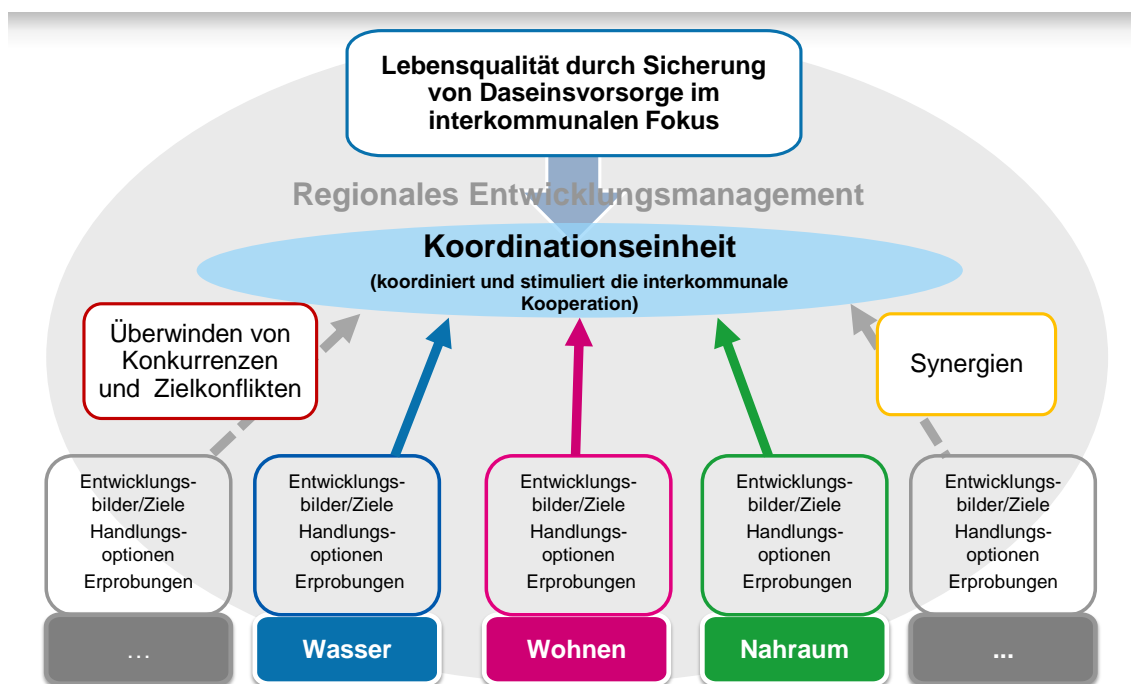 Lebensqualität durch Sicherung
von Daseinsvorsorge im
interkommunalen Fokus
Regionales Entwicklungsmanagement
Koordinationseinheit
(koordiniert und stimuliert die interkommunale
Kooperation)
Überwinden von
Konkurrenzen
und Zielkonflikten
Synergien
Entwicklungs-
bilder/Ziele
Handlungs-
optionen
Erprobungen
...
Entwicklungs-
bilder/Ziele
Handlungs-
optionen
Erprobungen
Wasser
Entwicklungs-
bilder/Ziele
Handlungs-
optionen
Erprobungen
Wohnen
Entwicklungs-
bilder/Ziele
Handlungs-
optionen
Erprobungen
Nahraum
Entwicklungs-
bilder/Ziele
Handlungs-
optionen
Erprobungen
...